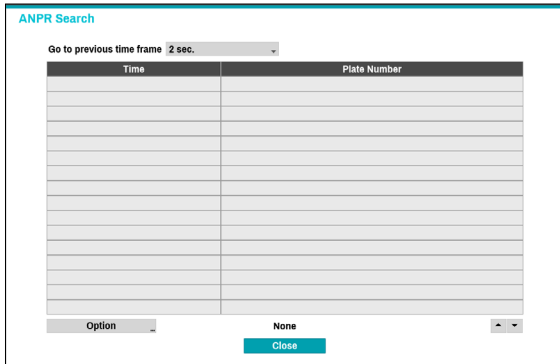 ANPR Search
Go to previous time frame 2 sec.
Time Plate Number
Option ... None
Close